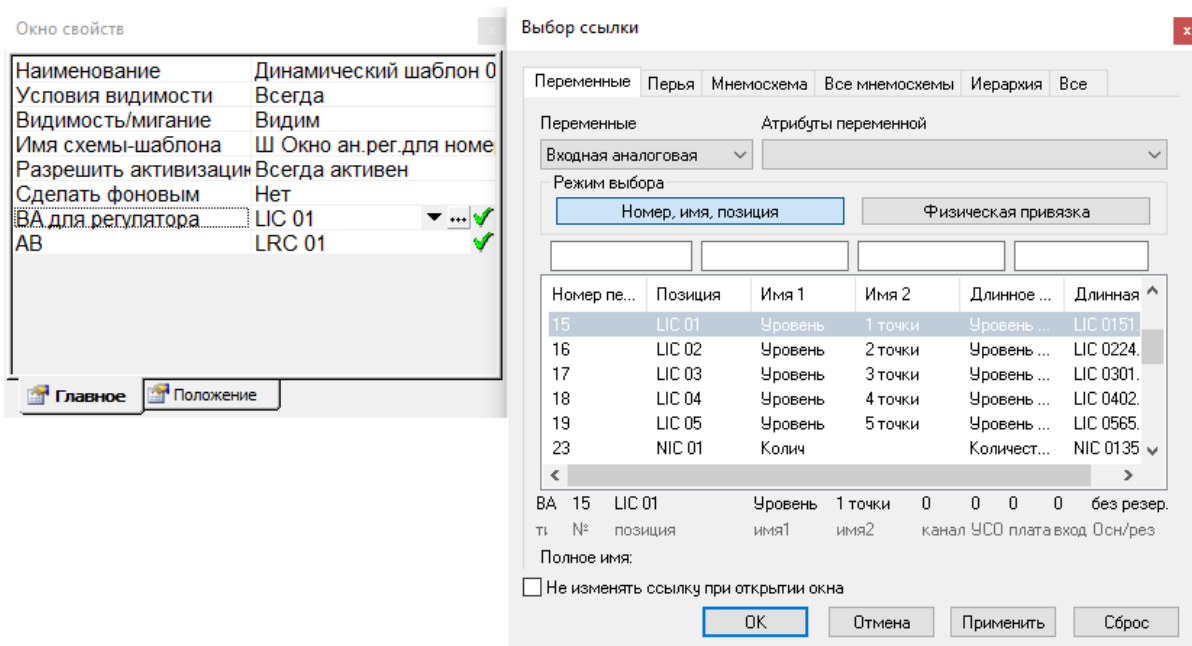 Окно свойств
Наименование Динамический шаблон 0
Условия видимости Всегда
Видимость/мигание Видим
Имя схемы-шаблона Ш Окно ан.рег.для номе
Разрешить активизацию Всегда активен
Сделать фоновым Нет
ВА для регулятора LIC 01 ...
АВ LRC 01
Главное Положение
Выбор ссылки
x
Переменные Перья Мнемосхема Все мнемосхемы Иерархия Все
Переменные Атрибуты переменной
Входная аналоговая
Режим выбора
Номер, имя, позиция Физическая привязка
Номер пе... Позиция Имя 1 Имя 2 Длинное ... Длинная
15 LIC 01 Уровень 1 точки Уровень ... LIC 0151.
16 LIC 02 Уровень 2 точки Уровень ... LIC 0224.
17 LIC 03 Уровень 3 точки Уровень ... LIC 0301.
18 LIC 04 Уровень 4 точки Уровень ... LIC 0402.
19 LIC 05 Уровень 5 точки Уровень ... LIC 0565.
23 NIC 01 Колич Количест... NIC 0135
ВА 15 LIC 01 Уровень 1 точки 0 0 0 0 без резер.
№ позиция имя1 имя2 канал УСО плата вход Осн/рез
Полное имя:
Не изменять ссылку при открытии окна
ОК Отмена Применить Сброс